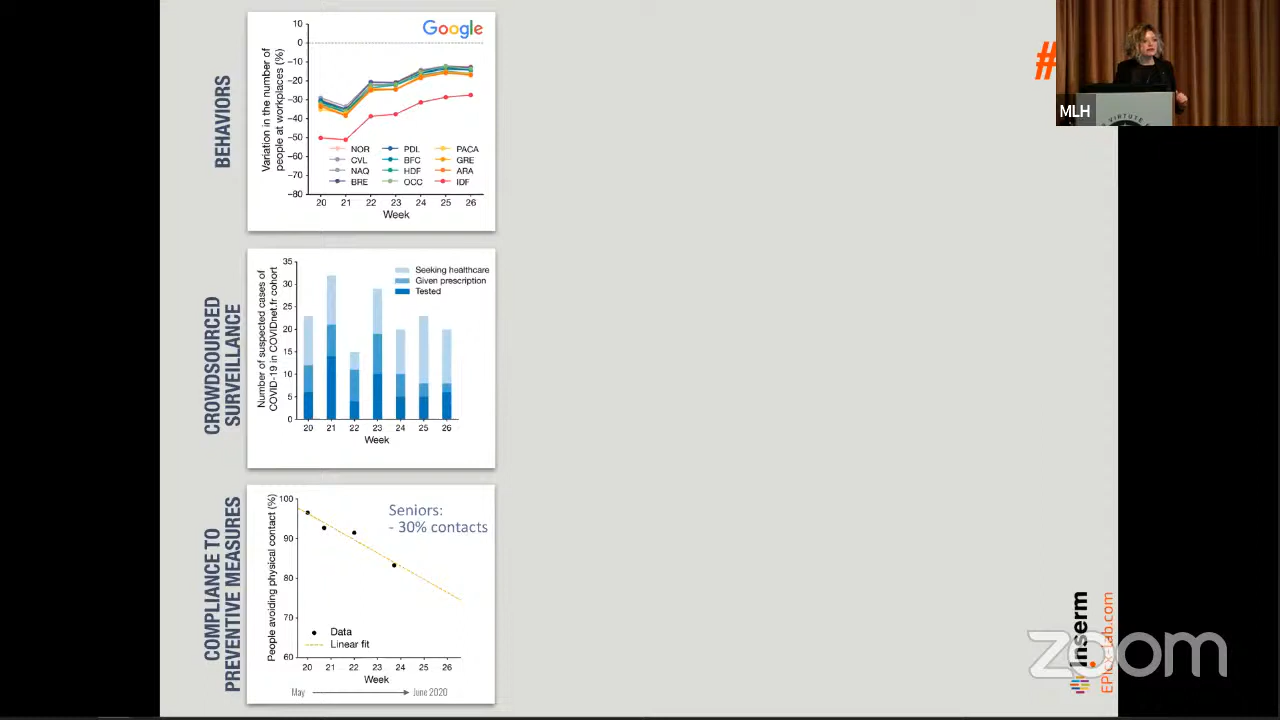 BEHAVIORS
Variation in the number of
people at workplaces (%)
10
0
−10
−20
−30
−40
−50
−60
−70
−80
Google
NOR PDL PACA
CVL BFC GRE
NAQ HDF ARA
BRE OCC IDF
20 21 22 23 24 25 26
Week
#
MLH
VIRTUTE
CROWDSOURCED
SURVEILLANCE
Number of suspected cases of
COVID-19 in COVIDnet.fr cohort
35
30
25
20
15
10
5
0
Seeking healthcare
Given prescription
Tested
20 21 22 23 24 25 26
Week
COMPLIANCE TO
PREVENTIVE MEASURES
People avoiding physical contact (%)
100
90
80
70
60
Seniors:
- 30% contacts
Data
Linear fit
20 21 22 23 24 25 26
Week
May June 2020
Inserm
zoom